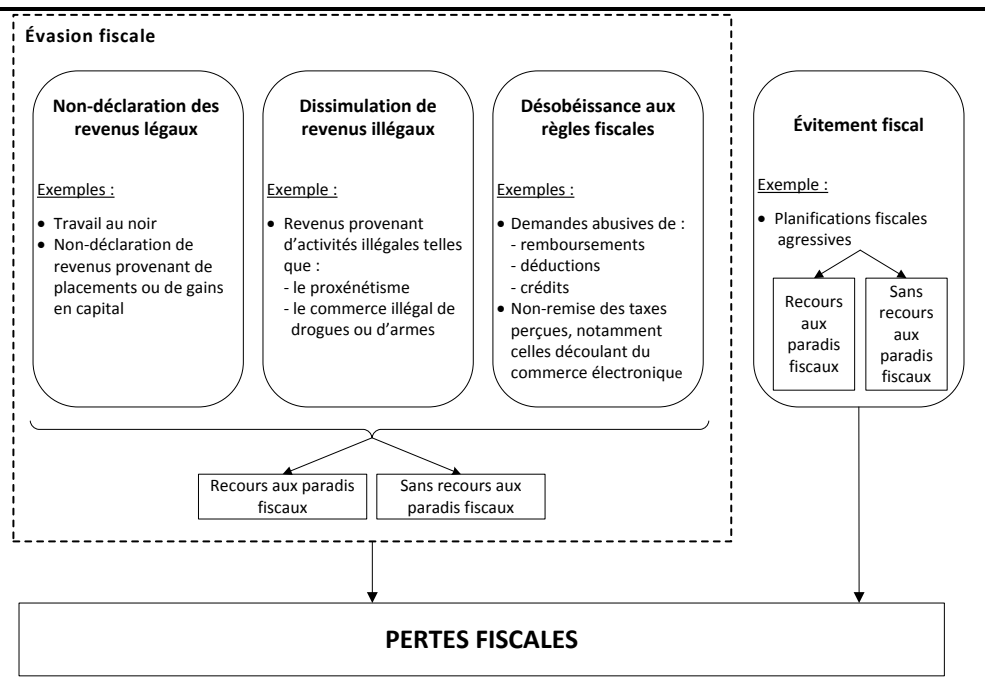 Évasion fiscale
Non-déclaration des
revenus légaux
Exemples :
• Travail au noir
• Non-déclaration de
revenus provenant de
placements ou de gains
en capital
Dissimulation de
revenus illégaux
Exemple :
• Revenus provenant
d’activités illégales telles
que :
- le proxénétisme
- le commerce illégal de
drogues ou d’armes
Désobéissance aux
règles fiscales
Exemples :
• Demandes abusives de :
- remboursements
- déductions
- crédits
• Non-remise des taxes
perçues, notamment
celles découlant du
commerce électronique
Recours aux paradis
fiscaux
Sans recours aux
paradis fiscaux
Évitement fiscal
Exemple :
• Planifications fiscales
agressives
Recours
aux
paradis
fiscaux
Sans
recours
aux
paradis
fiscaux
PERTES FISCALES